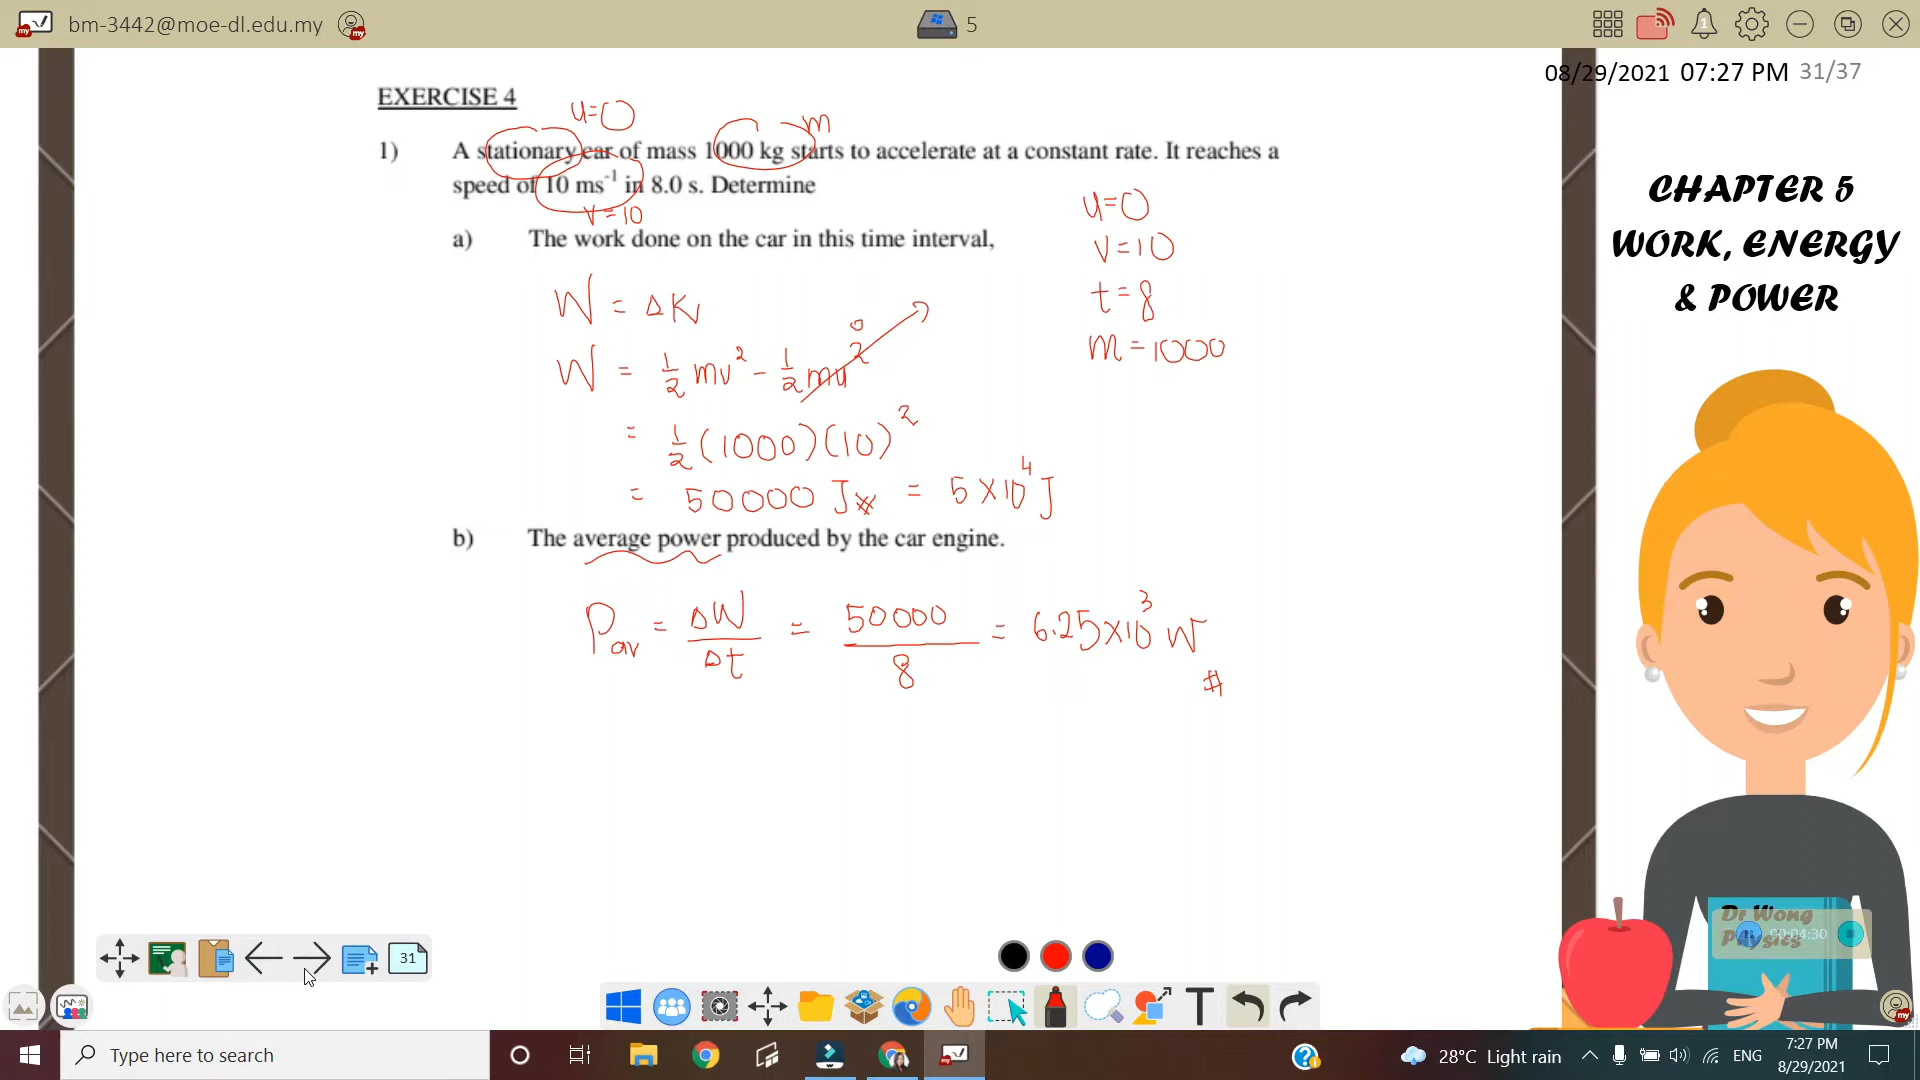 bm-3442@moe-dl.edu.my
5
08/29/2021 07:27 PM 31/37
EXERCISE 4
u=0
m
1) A stationary car of mass 1000 kg starts to accelerate at a constant rate. It reaches a
speed of 10 ms⁻¹ in 8.0 s. Determine
v=10
a) The work done on the car in this time interval,
u=0
v=10
t=8
m=1000
W = ΔK
W = ½mv² - ½mu² 0
= ½(1000)(10)²
= 50000 J# = 5×10⁴J
b) The average power produced by the car engine.
Pav = ΔW/Δt = 50000/8 = 6.25×10³ W
#
CHAPTER 5
WORK, ENERGY
& POWER
Dr Wong
Physics
00:04:30
31
T
Type here to search
28°C Light rain
ENG
7:27 PM
8/29/2021